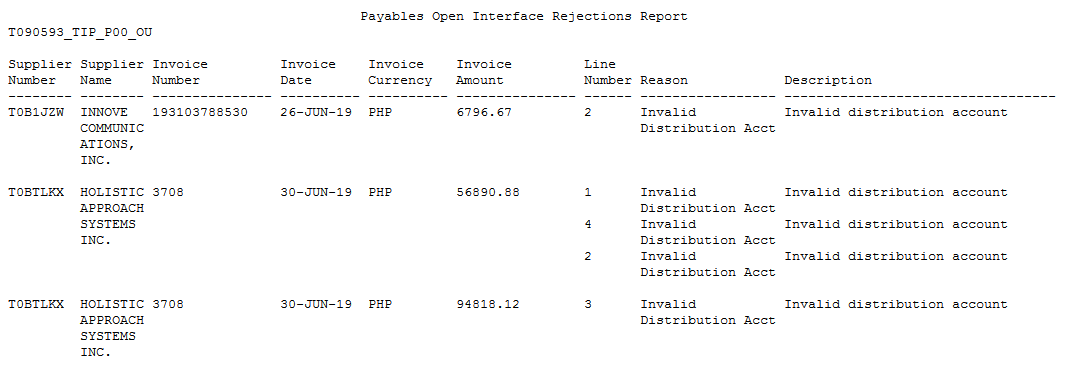 Payables Open Interface Rejections Report
T090593_TIP_P00_OU
Supplier Supplier Invoice Invoice Invoice Invoice Line
Number Name Number Date Currency Amount Number Reason Description
-------- -------- --------------- ---------- ---------- --------------- ------ ----------------- ----------------------------------
T0B1JZW INNOVE 193103788530 26-JUN-19 PHP 6796.67 2 Invalid Invalid distribution account
COMMUNIC Distribution Acct
ATIONS,
INC.
T0BTLKX HOLISTIC 3708 30-JUN-19 PHP 56890.88 1 Invalid Invalid distribution account
APPROACH Distribution Acct
SYSTEMS 4 Invalid Invalid distribution account
INC. Distribution Acct
2 Invalid Invalid distribution account
Distribution Acct
T0BTLKX HOLISTIC 3708 30-JUN-19 PHP 94818.12 3 Invalid Invalid distribution account
APPROACH Distribution Acct
SYSTEMS
INC.